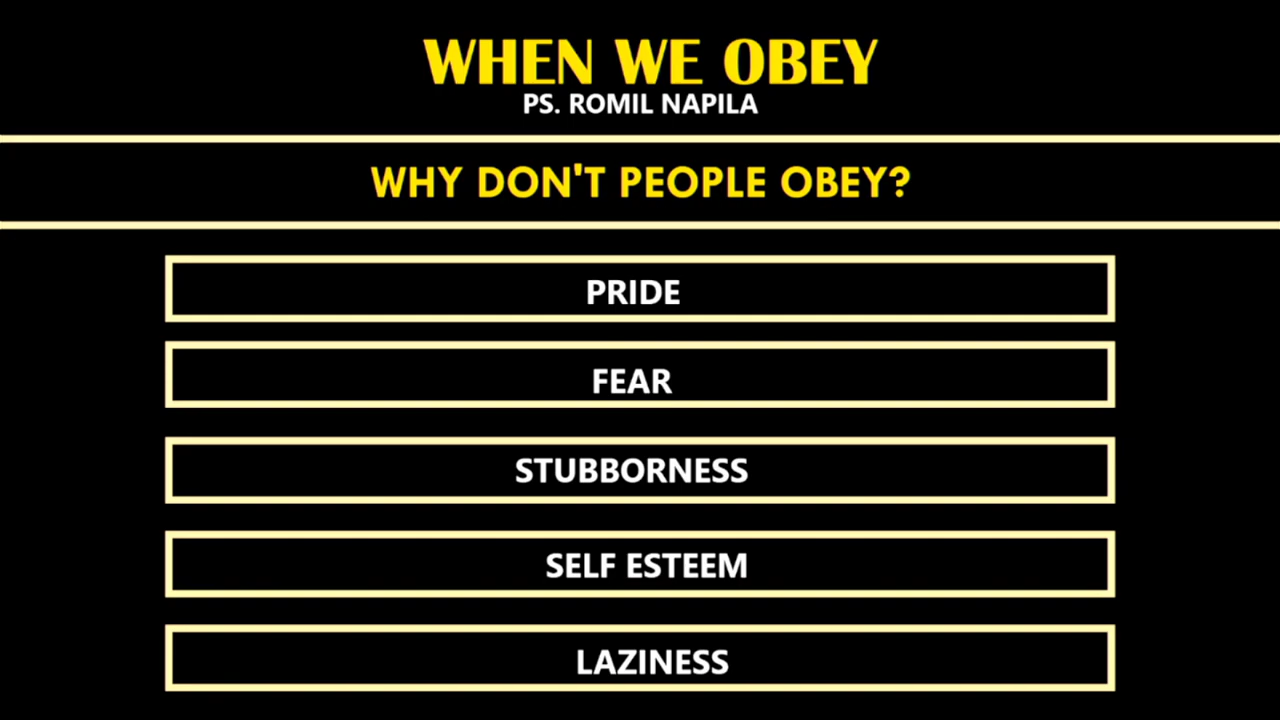 WHEN WE OBEY
PS. ROMIL NAPILA
WHY DON'T PEOPLE OBEY?
PRIDE
FEAR
STUBBORNESS
SELF ESTEEM
LAZINESS